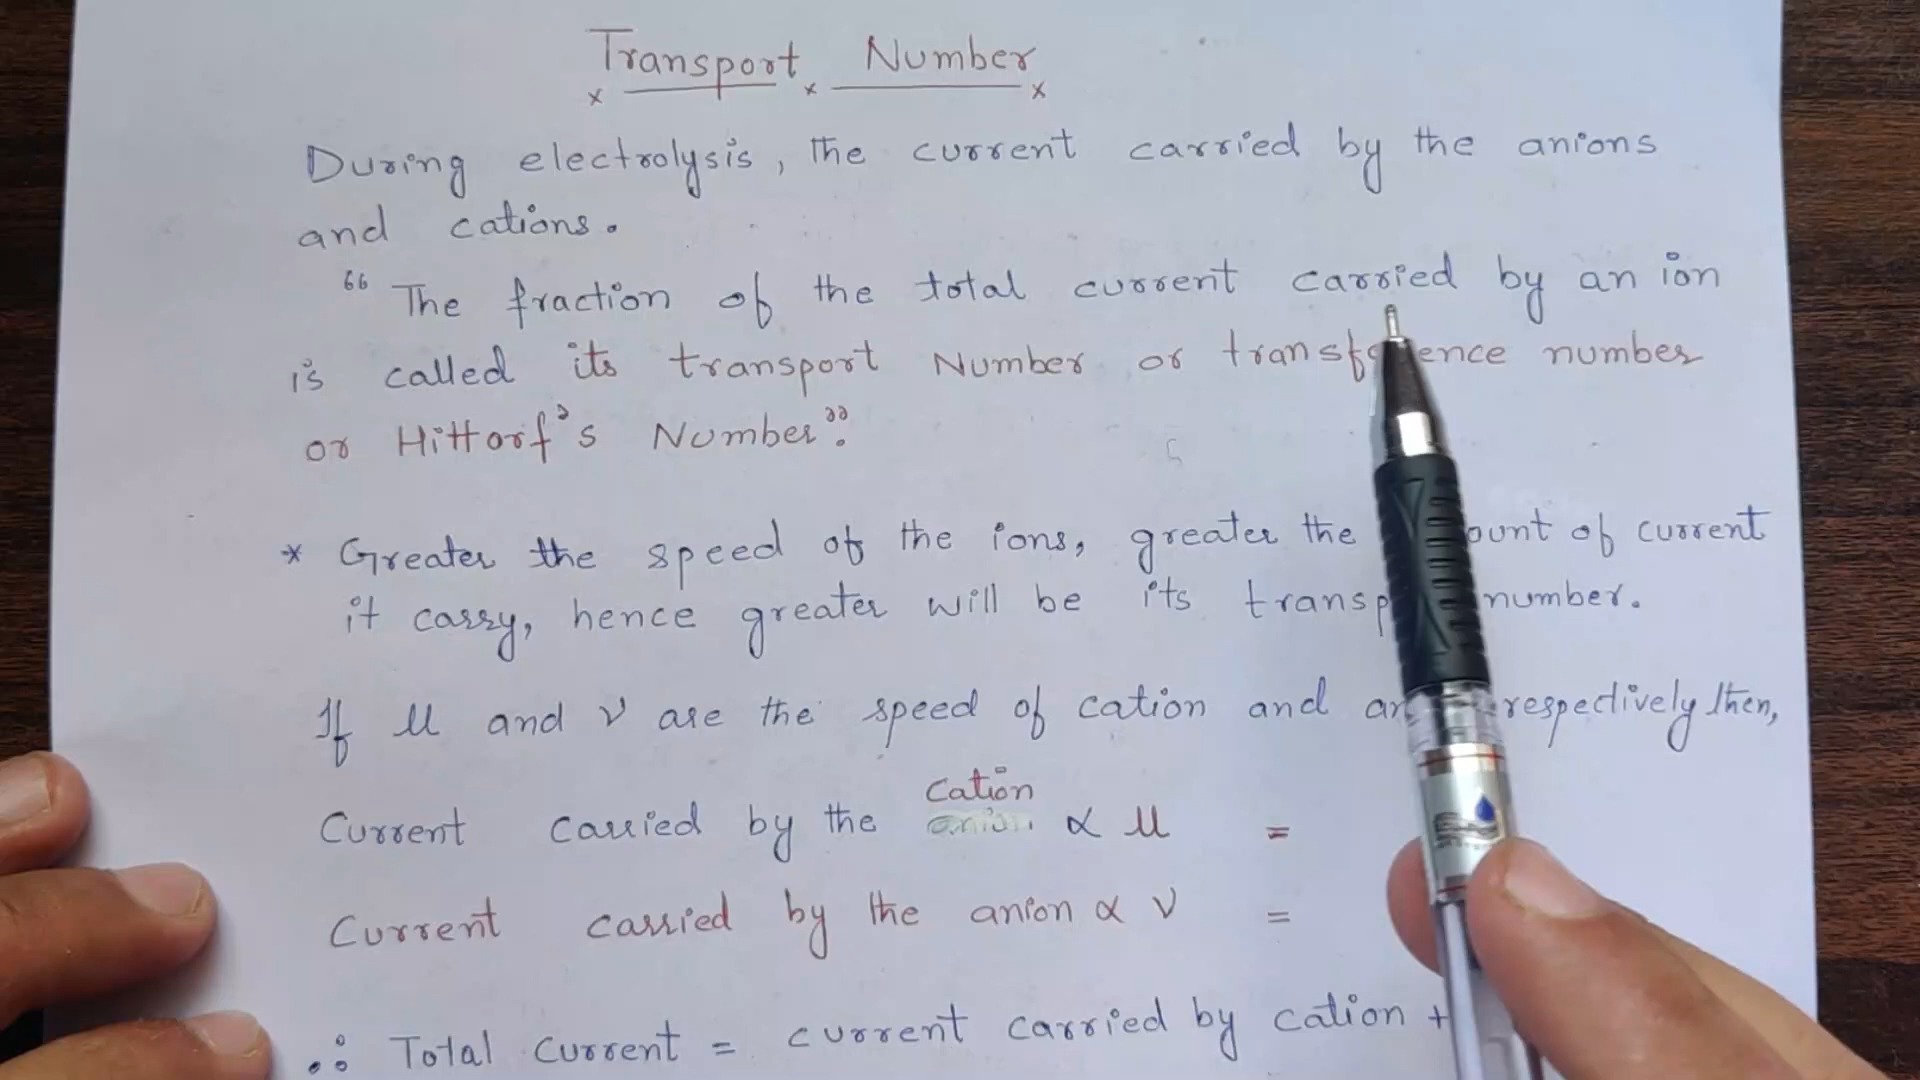 Transport Number
During electrolysis, the current carried by the anions
and cations.
"The fraction of the total current carried by an ion
is called its transport Number or transference number
or Hittorf's Number".
* Greater the speed of the ions, greater the ount of current
it carry, hence greater will be its transp number.
If u and v are the speed of cation and an respectively then,
Cation
Current carried by the anion ∝ u =
Current carried by the anion ∝ v =
∴ Total Current = current carried by cation +